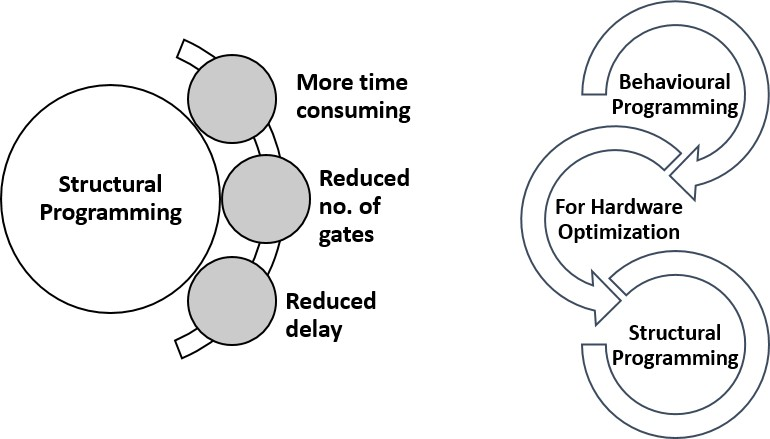 Structural
Programming
More time
consuming
Reduced
no. of
gates
Reduced
delay
Behavioural
Programming
For Hardware
Optimization
Structural
Programming